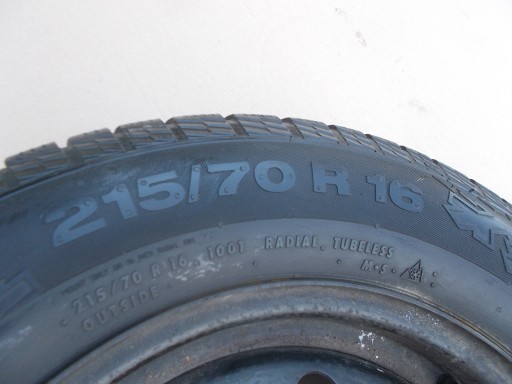 215/70 R 16
215/70 R 16 100T RADIAL, TUBELESS
OUTSIDE M+S